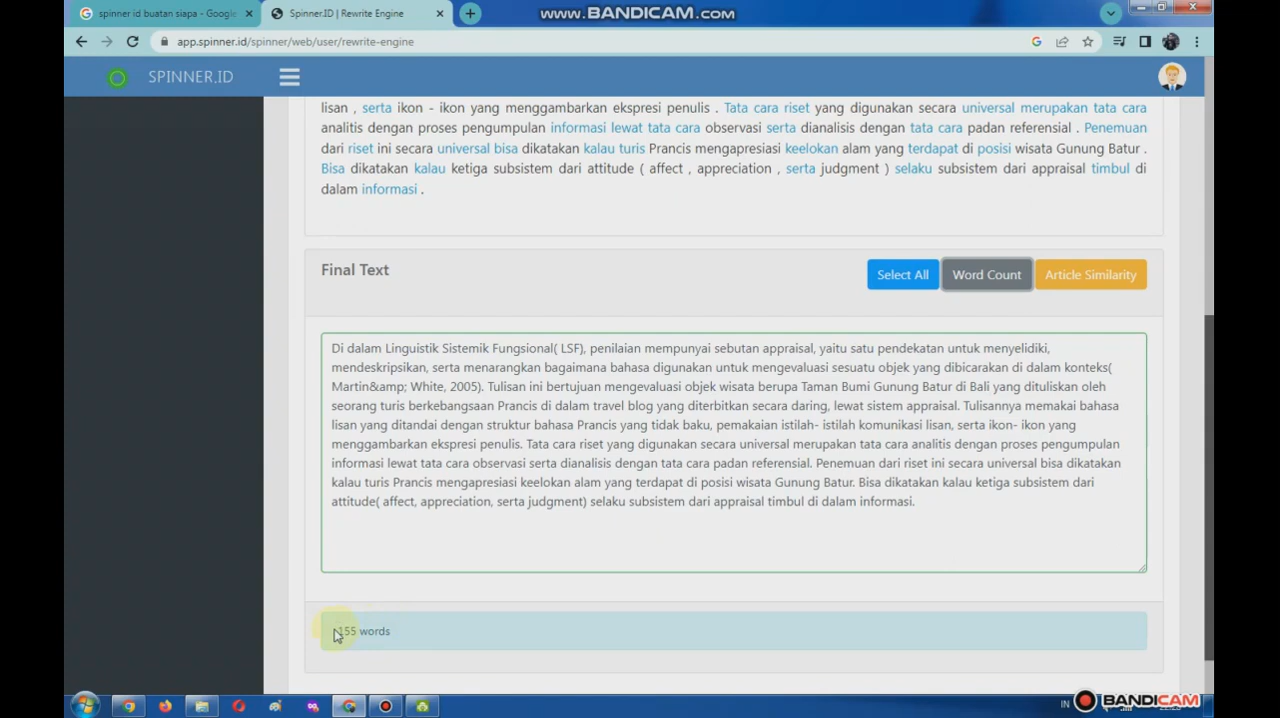 www.BANDICAM.com
spinner id buatan siapa - Google
Spinner.ID | Rewrite Engine
app.spinner.id/spinner/web/user/rewrite-engine
SPINNER.ID
lisan , serta ikon - ikon yang menggambarkan ekspresi penulis . Tata cara riset yang digunakan secara universal merupakan tata cara
analitis dengan proses pengumpulan informasi lewat tata cara observasi serta dianalisis dengan tata cara padan referensial . Penemuan
dari riset ini secara universal bisa dikatakan kalau turis Prancis mengapresiasi keelokan alam yang terdapat di posisi wisata Gunung Batur .
Bisa dikatakan kalau ketiga subsistem dari attitude ( affect , appreciation , serta judgment ) selaku subsistem dari appraisal timbul di
dalam informasi .
Final Text
Select All
Word Count
Article Similarity
Di dalam Linguistik Sistemik Fungsional( LSF), penilaian mempunyai sebutan appraisal, yaitu satu pendekatan untuk menyelidiki,
mendeskripsikan, serta menarangkan bagaimana bahasa digunakan untuk mengevaluasi sesuatu objek yang dibicarakan di dalam konteks(
Martin&amp; White, 2005). Tulisan ini bertujuan mengevaluasi objek wisata berupa Taman Bumi Gunung Batur di Bali yang dituliskan oleh
seorang turis berkebangsaan Prancis di dalam travel blog yang diterbitkan secara daring, lewat sistem appraisal. Tulisannya memakai bahasa
lisan yang ditandai dengan struktur bahasa Prancis yang tidak baku, pemakaian istilah- istilah komunikasi lisan, serta ikon- ikon yang
menggambarkan ekspresi penulis. Tata cara riset yang digunakan secara universal merupakan tata cara analitis dengan proses pengumpulan
informasi lewat tata cara observasi serta dianalisis dengan tata cara padan referensial. Penemuan dari riset ini secara universal bisa dikatakan
kalau turis Prancis mengapresiasi keelokan alam yang terdapat di posisi wisata Gunung Batur. Bisa dikatakan kalau ketiga subsistem dari
attitude( affect, appreciation, serta judgment) selaku subsistem dari appraisal timbul di dalam informasi.
155 words
IN
BANDICAM